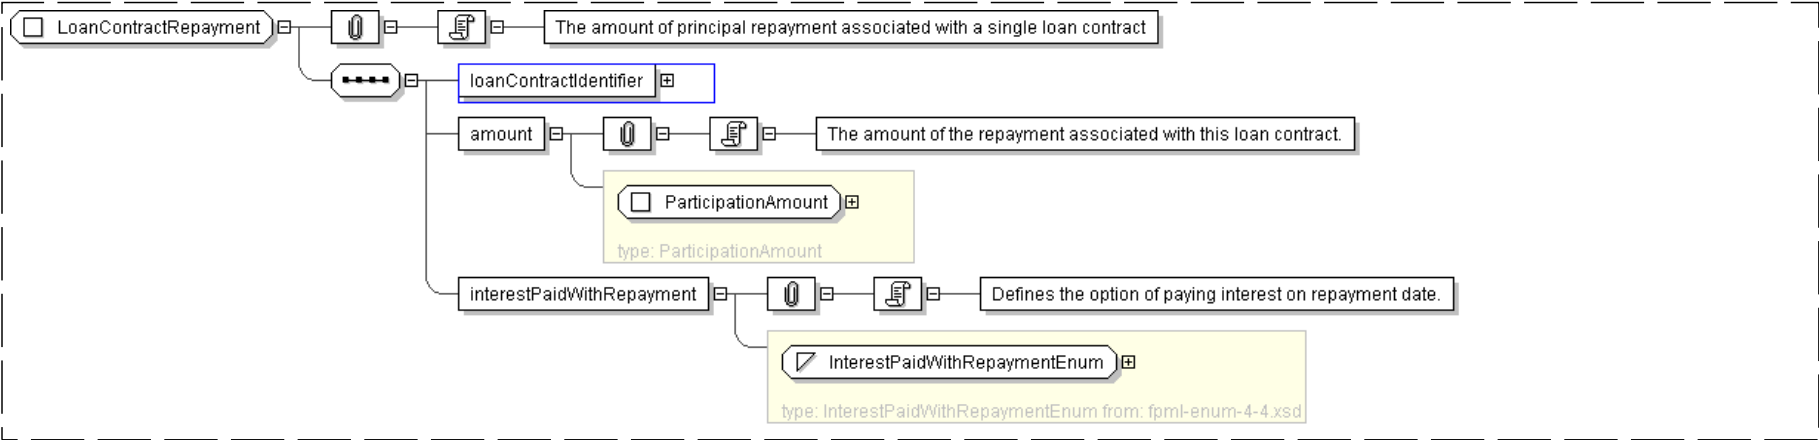 LoanContractRepayment
The amount of principal repayment associated with a single loan contract
loanContractIdentifier
amount
The amount of the repayment associated with this loan contract.
ParticipationAmount
type: ParticipationAmount
interestPaidWithRepayment
Defines the option of paying interest on repayment date.
InterestPaidWithRepaymentEnum
type: InterestPaidWithRepaymentEnum from: fpml-enum-4-4.xsd